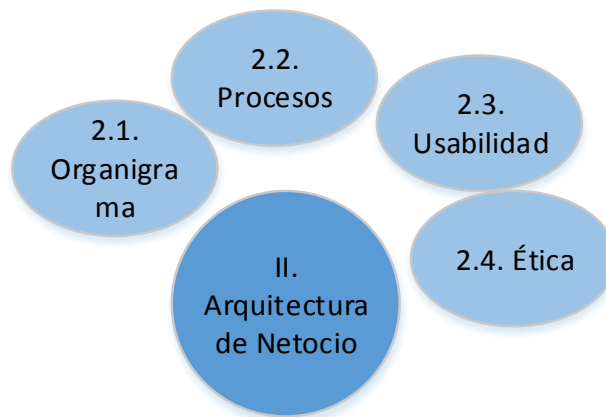 2.1.
Organigra
ma
2.2.
Procesos
2.3.
Usabilidad
2.4. Ética
II.
Arquitectura
de Netocio